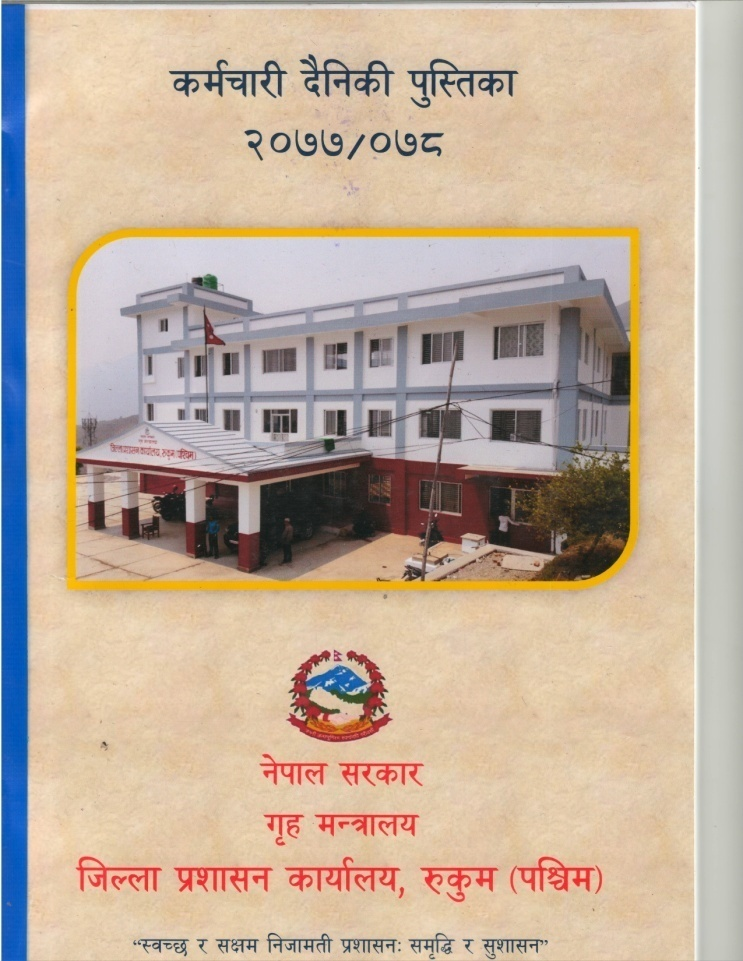 कर्मचारी दैनिकी पुस्तिका
२०७७/०७८
जिल्ला प्रशासन कार्यालय, रुकुम (पश्चिम)
नेपाल सरकार
गृह मन्त्रालय
जिल्ला प्रशासन कार्यालय, रुकुम (पश्चिम)
“स्वच्छ र सक्षम निजामती प्रशासनः समृद्धि र सुशासन”